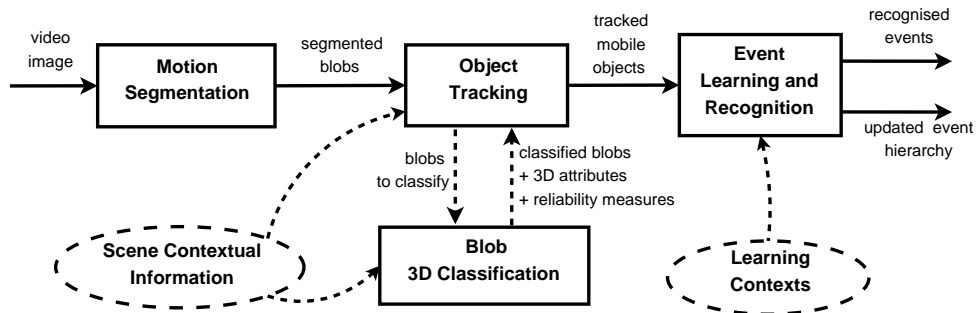 video
image
Motion
Segmentation
segmented
blobs
Object
Tracking
tracked
mobile
objects
Event
Learning and
Recognition
recognised
events
updated event
hierarchy
blobs
to classify
classified blobs
+ 3D attributes
+ reliability measures
Scene Contextual
Information
Blob
3D Classification
Learning
Contexts